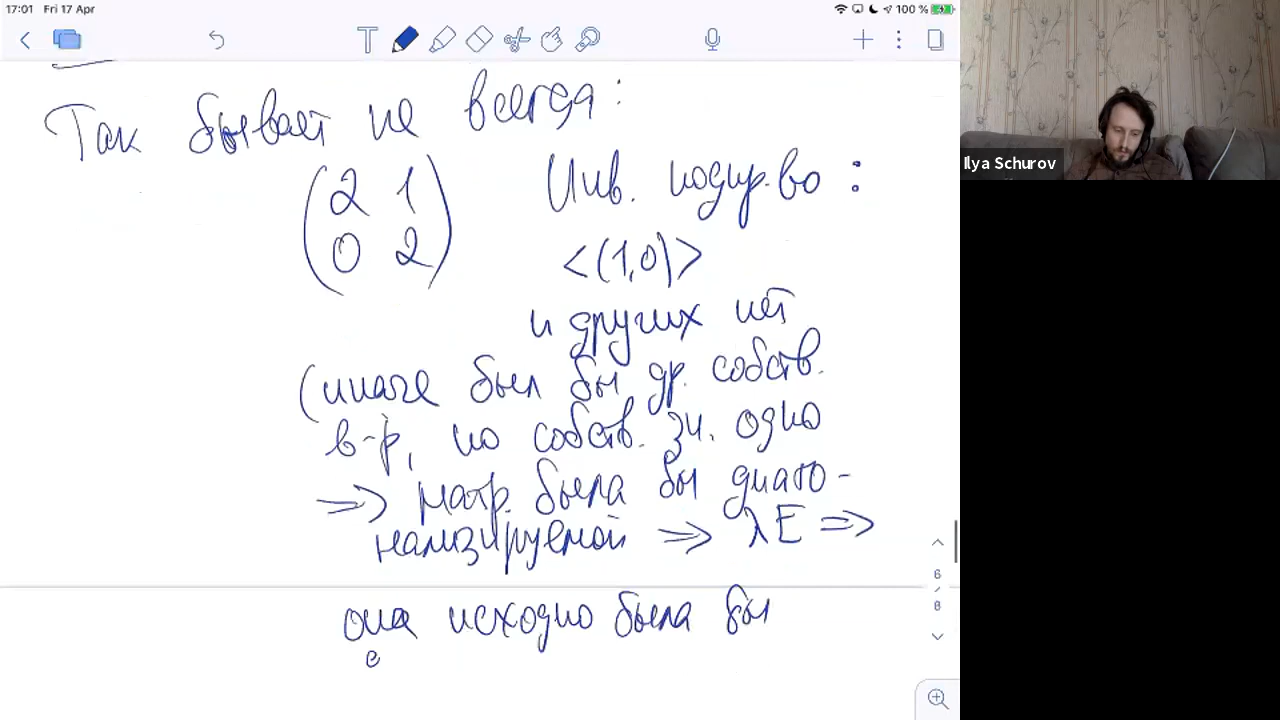 17:01 Fri 17 Apr
100 %
Так бывает не всегда:
(2 1
0 2)
Инв. подпр-во:
<(1,0)>
и других нет
(иначе был бы др. собств.
в-р, но собств. зн. одно
=> матр. была бы диаго-
нализируемой => λE =>
она исходно была бы
Ilya Schurov
6
8